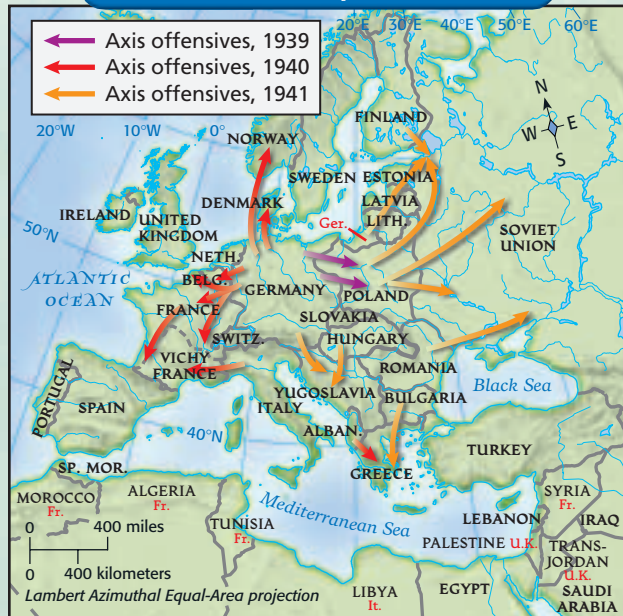 20°E
30°E
40°E
50°E
60°E
Axis offensives, 1939
Axis offensives, 1940
Axis offensives, 1941
20°W
10°W
0°
50°N
40°N
N
W
E
S
FINLAND
NORWAY
SWEDEN
ESTONIA
LATVIA
LITH.
Ger.
DENMARK
IRELAND
UNITED
KINGDOM
NETH.
BELG.
GERMANY
POLAND
SOVIET
UNION
ATLANTIC
OCEAN
FRANCE
SLOVAKIA
SWITZ.
HUNGARY
VICHY
FRANCE
ROMANIA
YUGOSLAVIA
BULGARIA
Black Sea
PORTUGAL
SPAIN
ITALY
ALBAN.
GREECE
TURKEY
SP. MOR.
MOROCCO
Fr.
ALGERIA
Fr.
TUNISIA
Fr.
Mediterranean Sea
SYRIA
Fr.
LEBANON
IRAQ
PALESTINE U.K.
TRANS-
JORDAN
U.K.
LIBYA
It.
EGYPT
SAUDI
ARABIA
0 400 miles
0 400 kilometers
Lambert Azimuthal Equal-Area projection